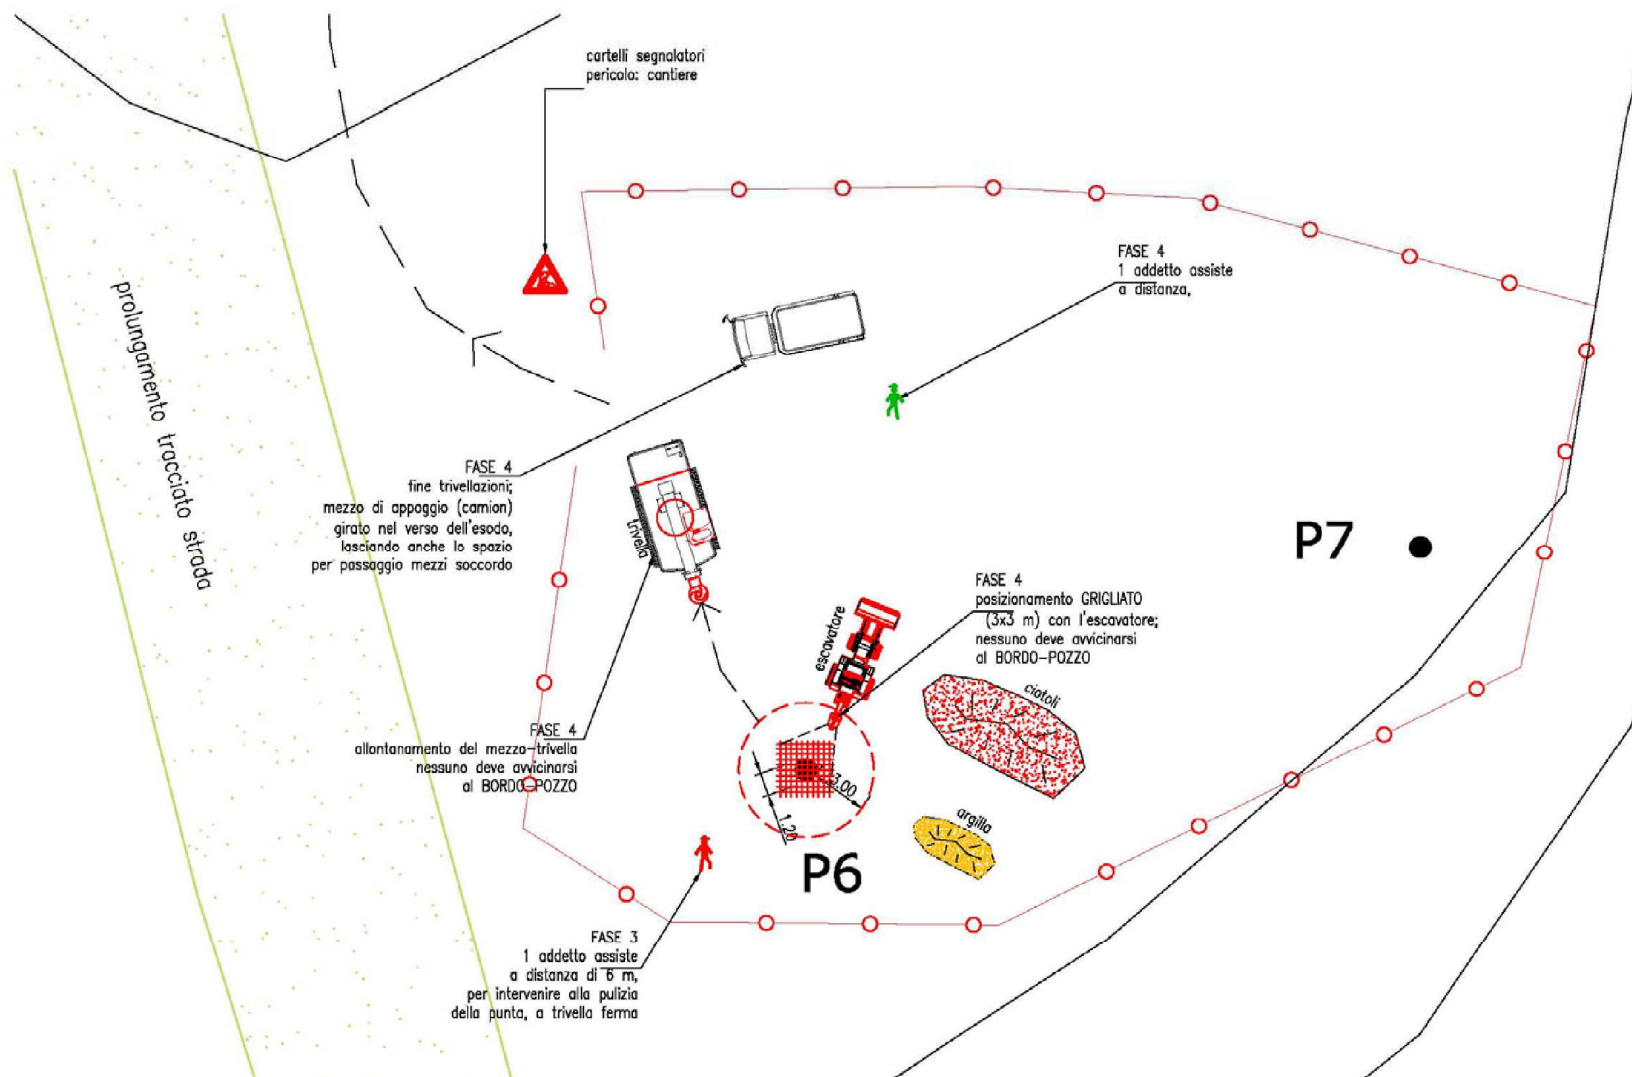 cartelli segnalatori
pericolo: cantiere
FASE 4
1 addetto assiste
a distanza,
prolungamento tracciato strada
FASE 4
fine trivellazioni;
mezzo di appoggio (camion)
girato nel verso dell'esodo,
lasciando anche lo spazio
per passaggio mezzi soccordo
trivella
P7
FASE 4
posizionamento GRIGLIATO
(3x3 m) con l'escavatore;
nessuno deve avvicinarsi
al BORDO-POZZO
escavatore
ciotoli
FASE 4
allontanamento del mezzo-trivella
nessuno deve avvicinarsi
al BORDO-POZZO
3.00
1.20
argilla
P6
FASE 3
1 addetto assiste
a distanza di 6 m,
per intervenire alla pulizia
della punta, a trivella ferma